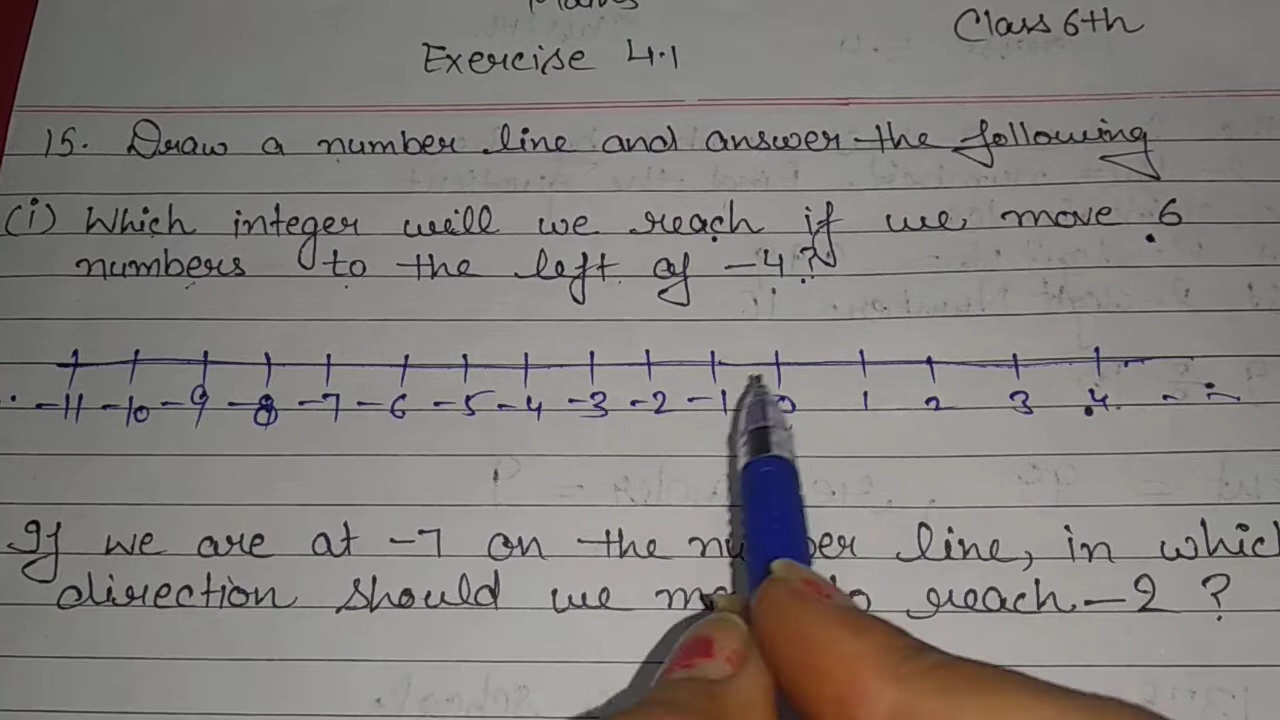 Class 6th
Exercise 4.1
15. Draw a number line and answer the following
(i) Which integer will we reach if we move 6
numbers to the left of -4?
-11 -10 -9 -8 -7 -6 -5 -4 -3 -2 -1 0 1 2 3 4
If we are at -7 on the line, in which
direction should we to reach -2 ?